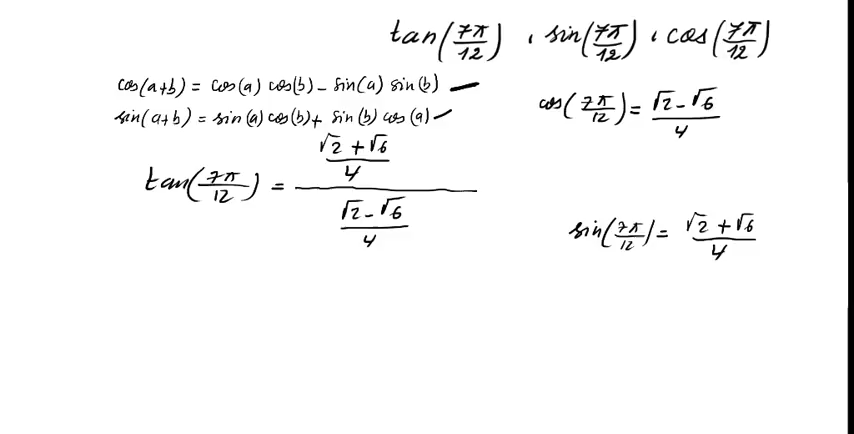 tan(7π/12) , sin(7π/12) , cos(7π/12)
cos(a+b) = cos(a) cos(b) - sin(a) sin(b)
sin(a+b) = sin(a) cos(b) + sin(b) cos(a)
cos(7π/12) = (√2 - √6)/4
tan(7π/12) = ((√2 + √6)/4)/((√2 - √6)/4)
sin(7π/12) = (√2 + √6)/4